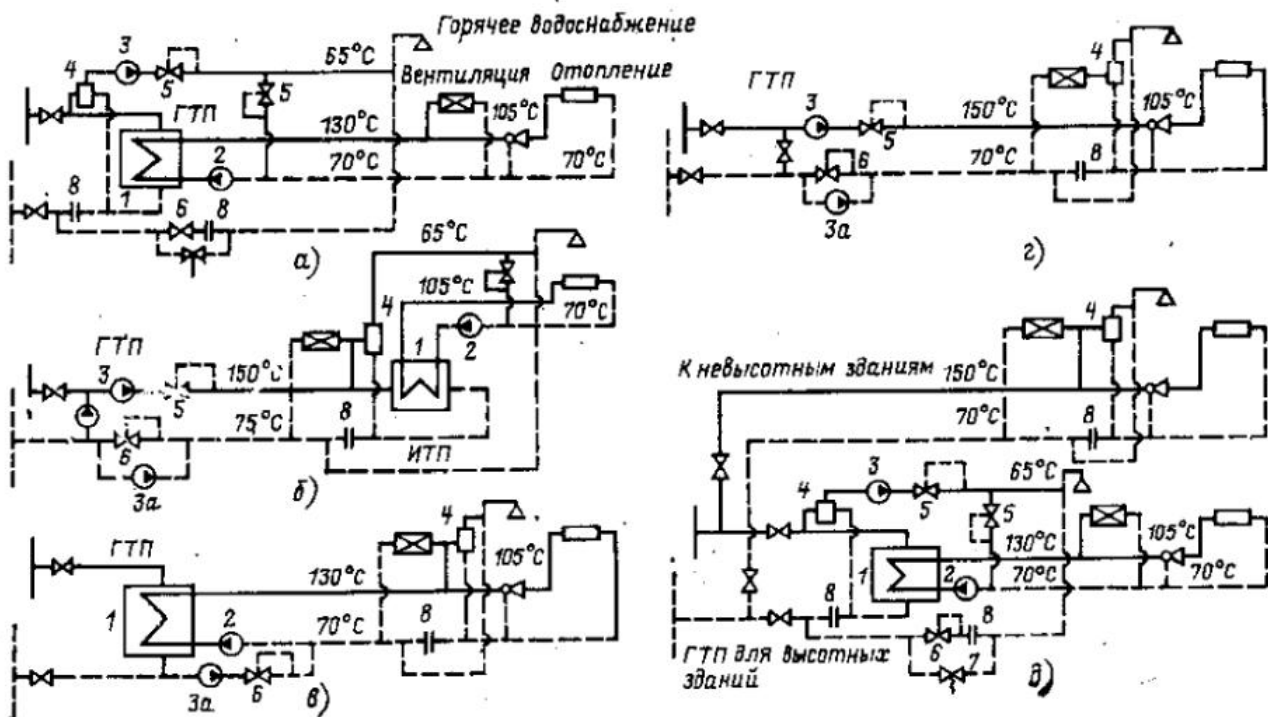 Горячее водоснабжение
3
65°С
4
5
Вентиляция Отопление
ГТП
5
105°С
130°С
2
70°С
70°С
8
1
6
8
а)
ГТП
4
3
150°С
105°С
5
6
70°С
8
3а
г)
65°С
105°С
4
70°С
2
ГТП
3
1
150°С
5
75°С
8
6
ИТП
3а
б)
4
К невысотным зданиям
150°С
70°С
8
3
65°С
4
5
5
130°С
105°С
1
2
70°С
70°С
8
8
6
7
ГТП для высотных
зданий
д)
ГТП
4
105°С
130°С
1
2
70°С
8
3а
6
в)